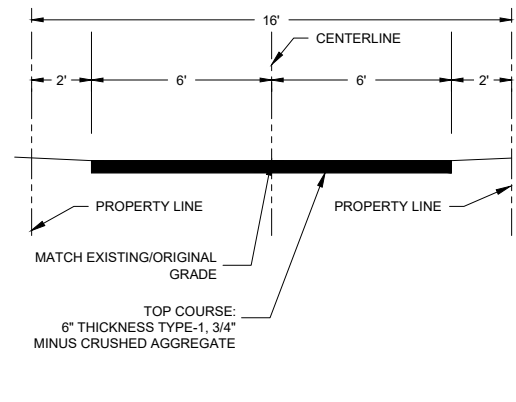 16'
CENTERLINE
2'
6'
6'
2'
PROPERTY LINE
PROPERTY LINE
MATCH EXISTING/ORIGINAL
GRADE
TOP COURSE:
6" THICKNESS TYPE-1, 3/4"
MINUS CRUSHED AGGREGATE